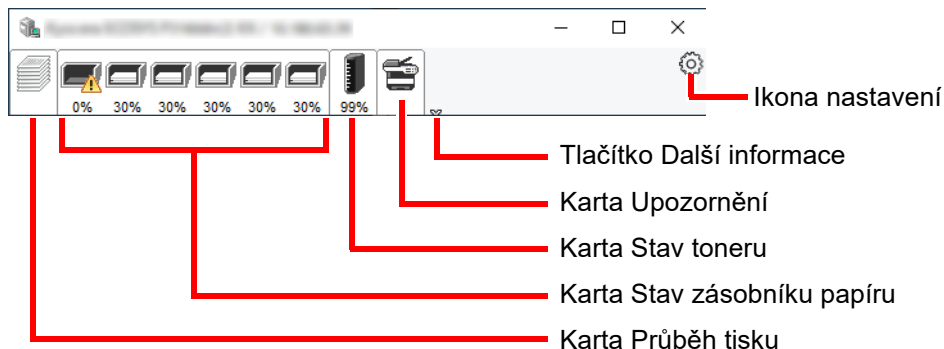 0% 30% 30% 30% 30% 30% 99%
Ikona nastavení
Tlačítko Další informace
Karta Upozornění
Karta Stav toneru
Karta Stav zásobníku papíru
Karta Průběh tisku